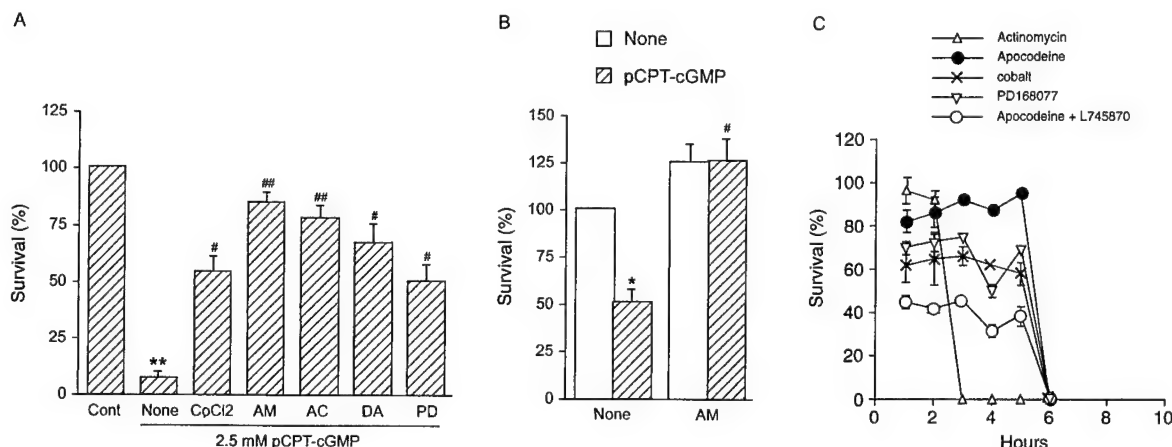 A
Survival (%)
125
100
75
50
25
0
**
#
##
##
#
#
Cont None CoCl2 AM AC DA PD
2.5 mM pCPT-cGMP
B
None
pCPT-cGMP
Survival (%)
150
125
100
75
50
25
0
*
#
None AM
C
Actinomycin
Apocodeine
cobalt
PD168077
Apocodeine + L745870
Survival (%)
120
100
80
60
40
20
0
0 2 4 6 8 10
Hours